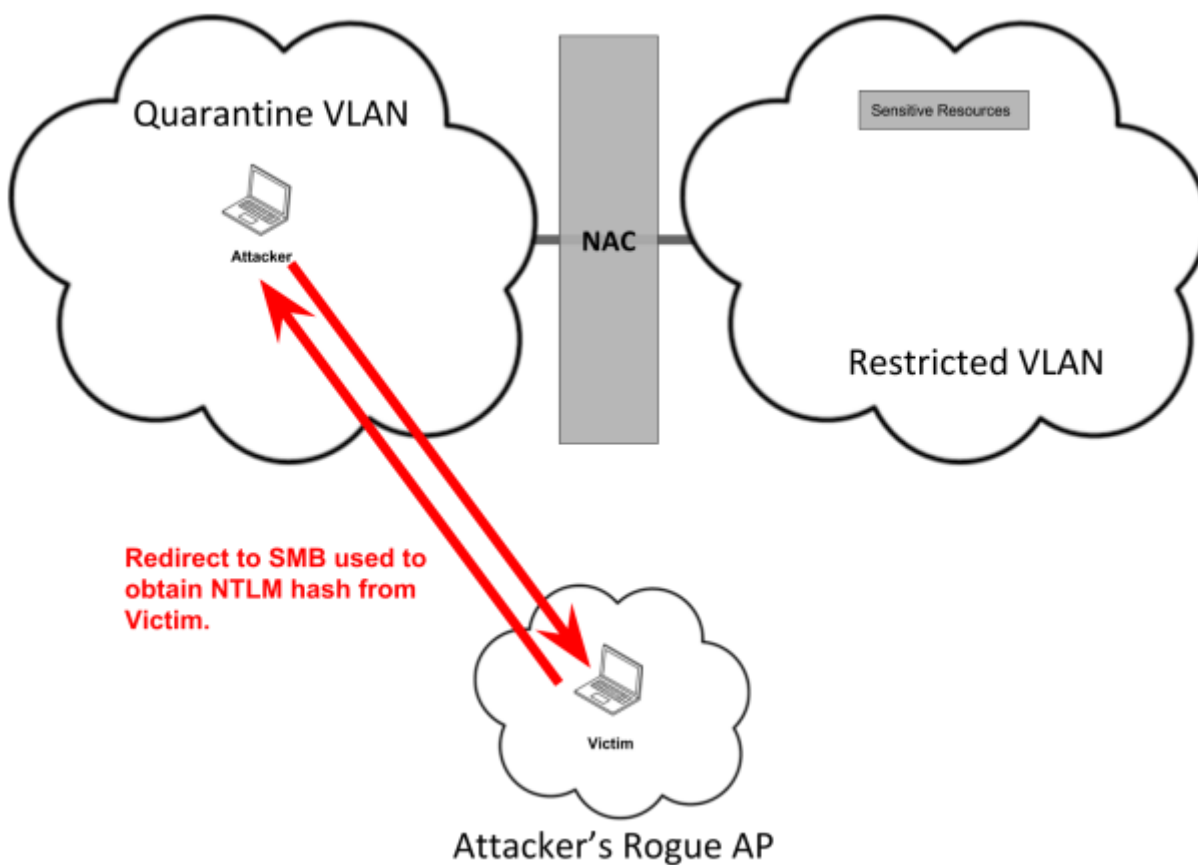 Quarantine VLAN
Attacker
NAC
Sensitive Resources
Restricted VLAN
Redirect to SMB used to
obtain NTLM hash from
Victim.
Victim
Attacker's Rogue AP